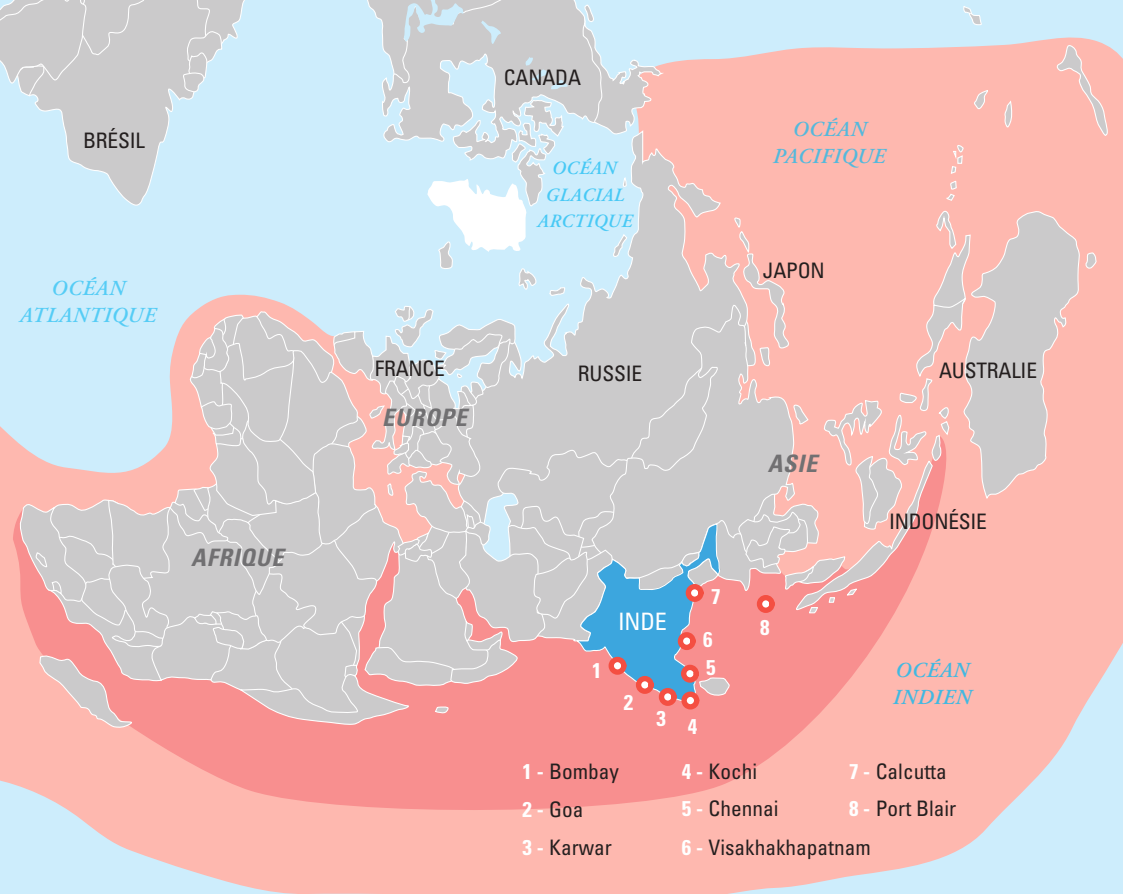 CANADA
BRÉSIL
OCÉAN
PACIFIQUE
OCÉAN
GLACIAL
ARCTIQUE
JAPON
OCÉAN
ATLANTIQUE
FRANCE
RUSSIE
AUSTRALIE
EUROPE
ASIE
INDONÉSIE
AFRIQUE
INDE
7
8
6
1
5
2
3
4
OCÉAN
INDIEN
1 - Bombay
2 - Goa
3 - Karwar
4 - Kochi
5 - Chennai
6 - Visakhakhapatnam
7 - Calcutta
8 - Port Blair